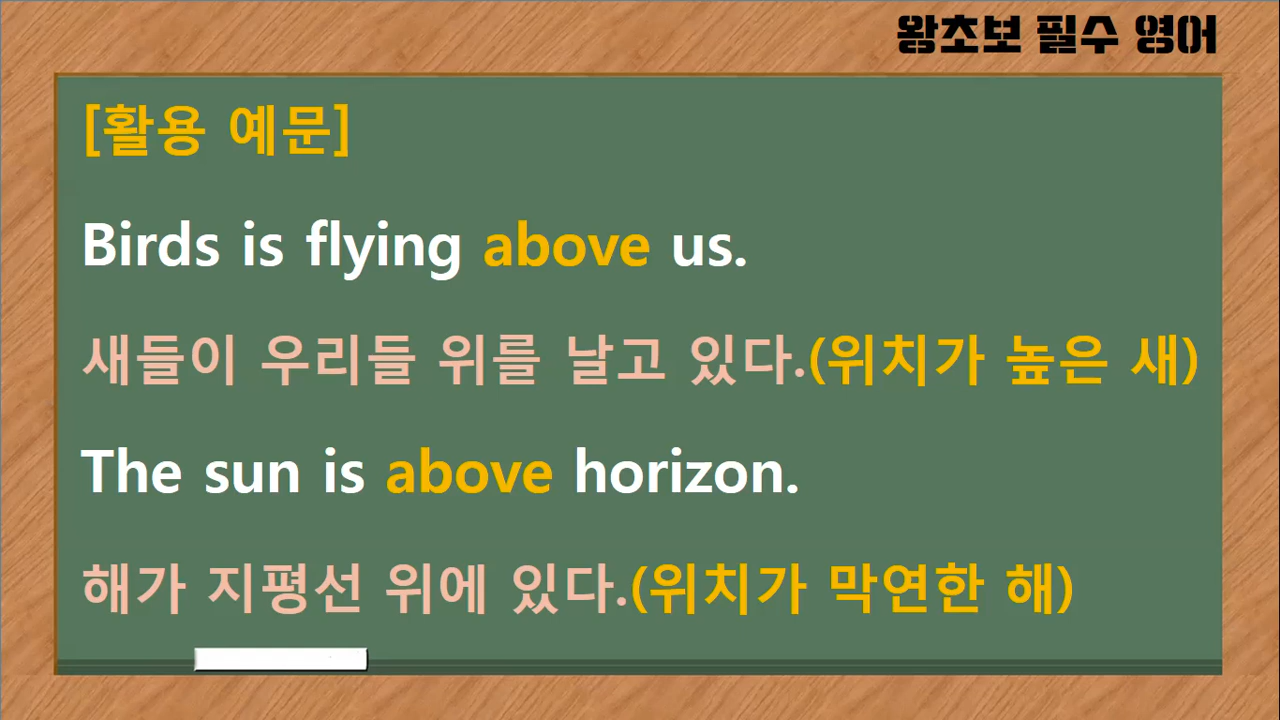 왕초보 필수 영어
[활용 예문]
Birds is flying above us.
새들이 우리들 위를 날고 있다.(위치가 높은 새)
The sun is above horizon.
해가 지평선 위에 있다.(위치가 막연한 해)